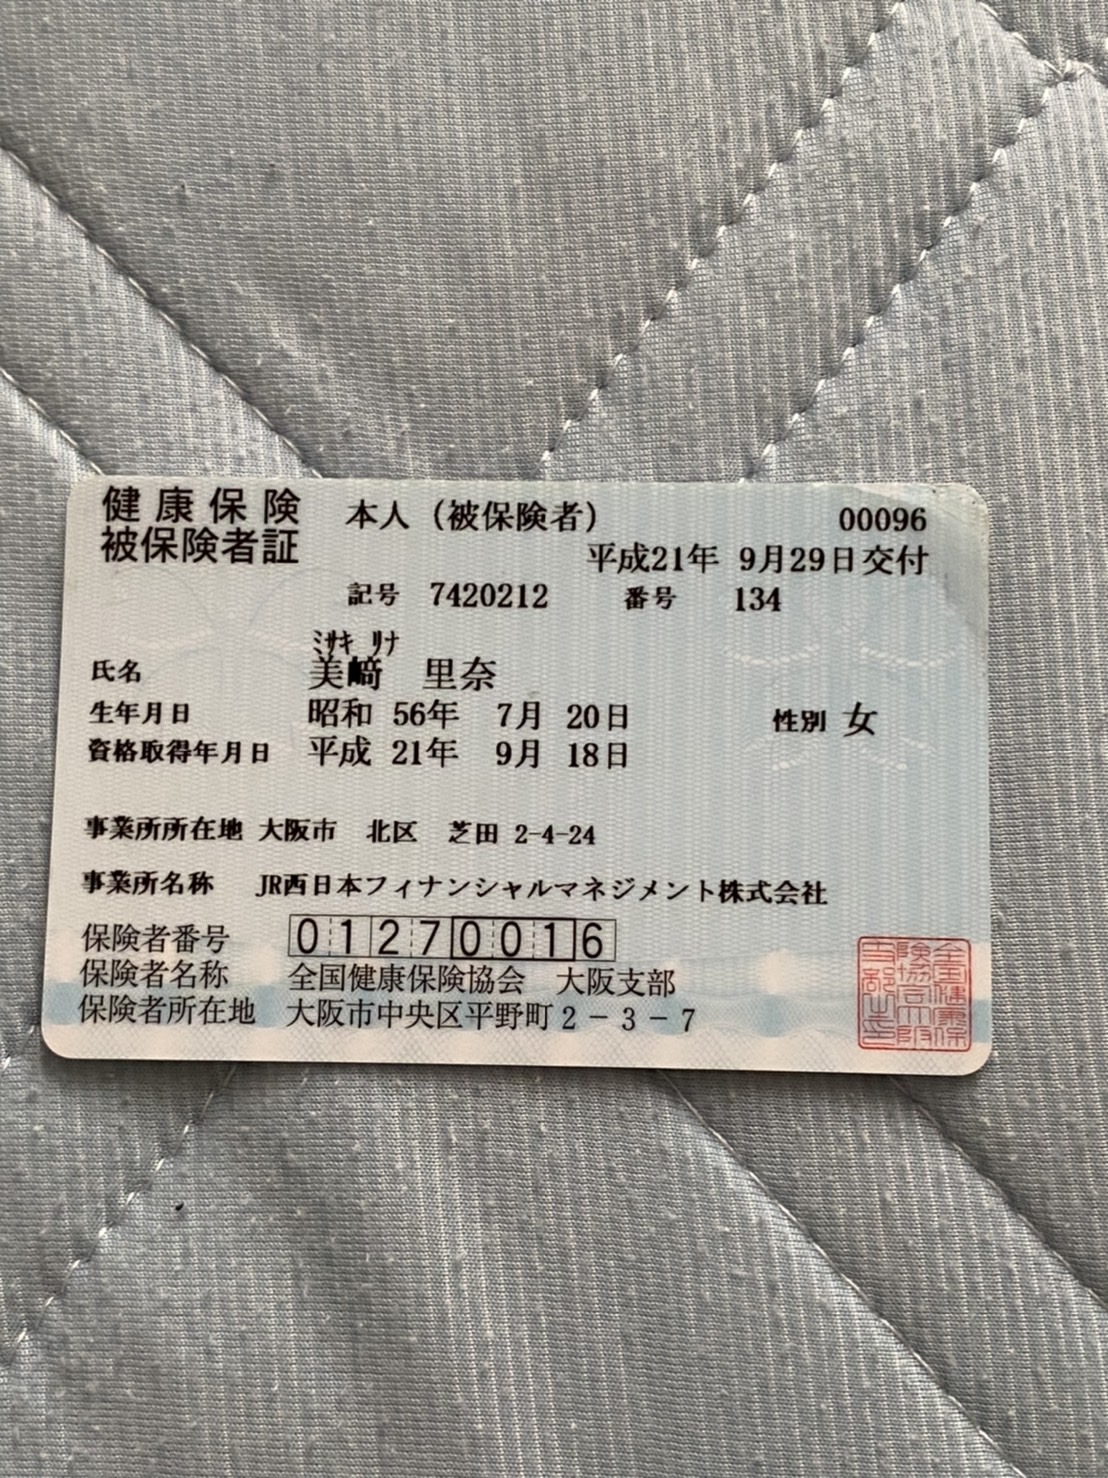 健康保険 本人（被保険者） 00096
被保険者証 平成21年 9月29日交付
記号 7420212 番号 134
ﾐｻｷ ﾘﾅ
氏名 美﨑 里奈
生年月日 昭和 56年 7月 20日 性別 女
資格取得年月日 平成 21年 9月 18日
事業所所在地 大阪市 北区 芝田 2-4-24
事業所名称 JR西日本フィナンシャルマネジメント株式会社
保険者番号 01270016
保険者名称 全国健康保険協会 大阪支部
保険者所在地 大阪市中央区平野町２－３－７